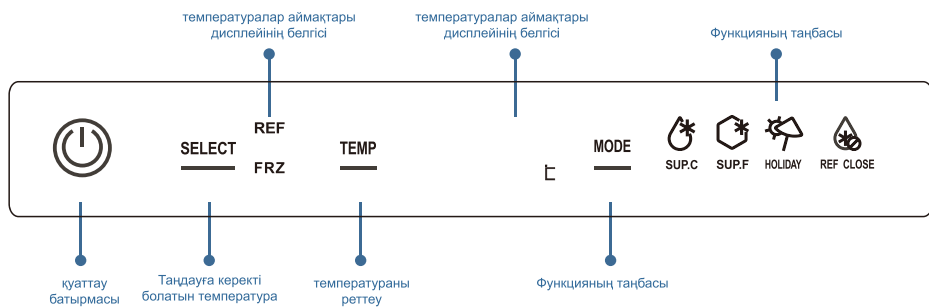 температуралар аймақтары
дисплейінің белгісі
температуралар аймақтары
дисплейінің белгісі
Функцияның таңбасы
REF
SELECT
FRZ
TEMP
MODE
SUP.C
SUP.F
HOLIDAY
REF CLOSE
қуаттау
батырмасы
Таңдауға керекті
болатын температура
температураны
реттеу
Функцияның таңбасы